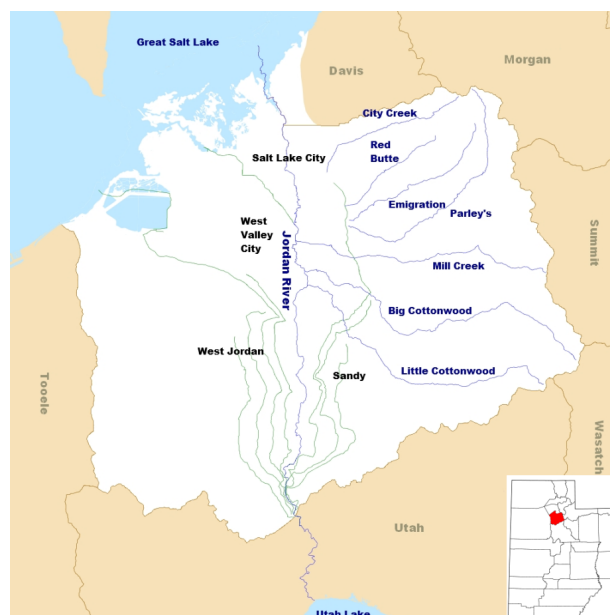 Great Salt Lake
Davis
Morgan
City Creek
Red
Butte
Salt Lake City
Emigration
Parley's
West
Valley
City
Jordan River
Summit
Mill Creek
Big Cottonwood
West Jordan
Sandy
Little Cottonwood
Tooele
Wasatch
Utah
Utah Lake